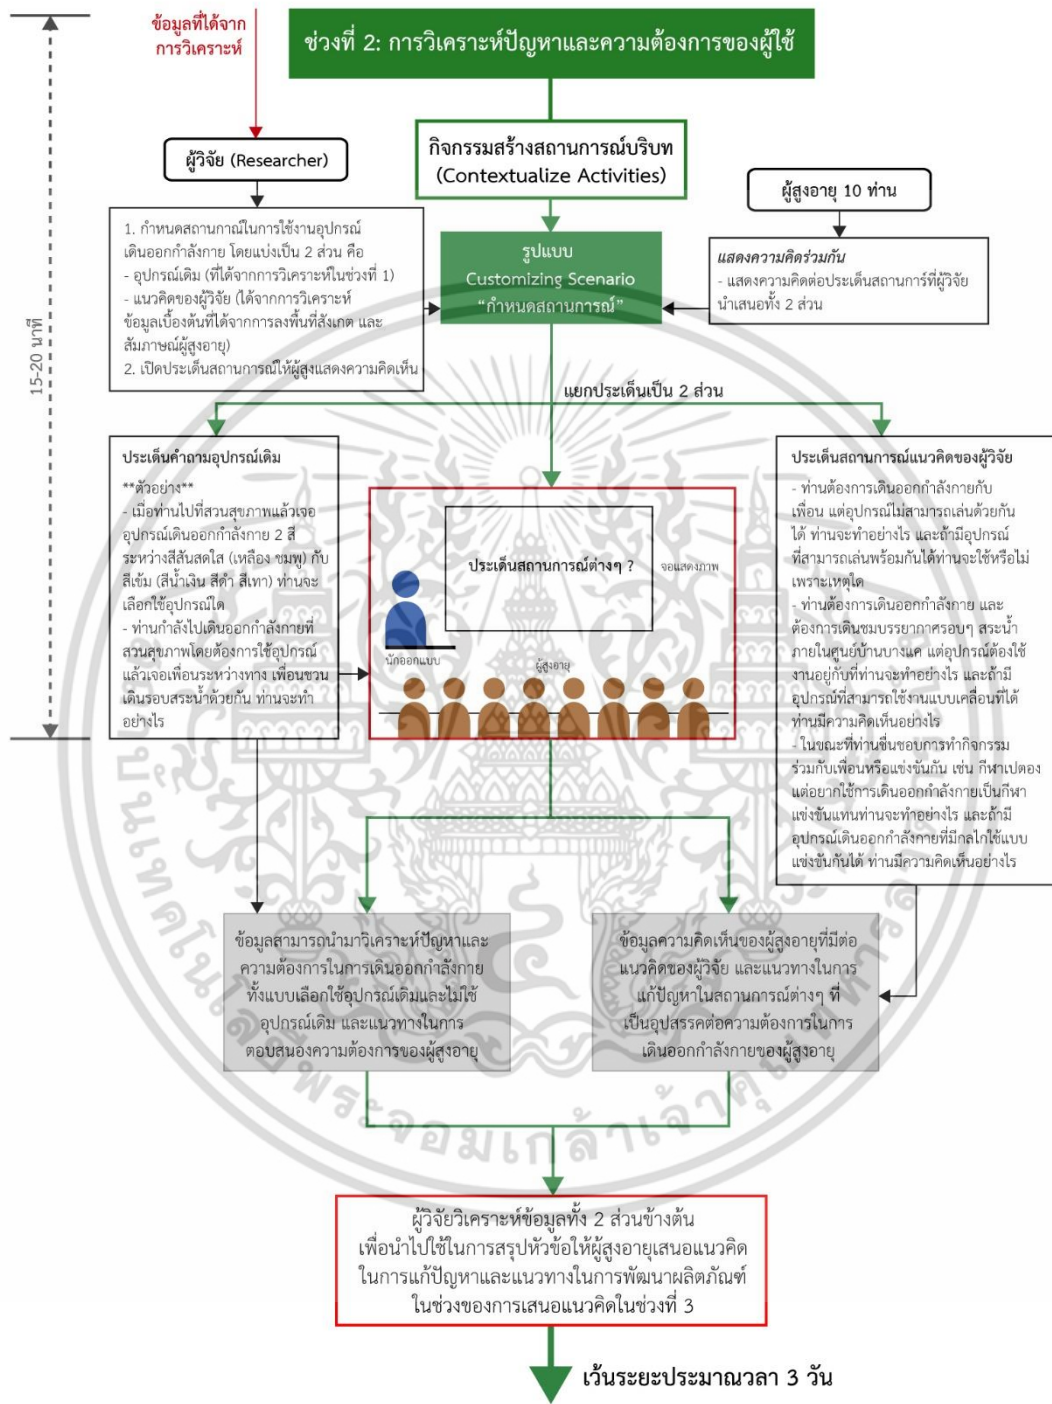 ข้อมูลที่ได้จาก
การวิเคราะห์
ช่วงที่ 2: การวิเคราะห์ปัญหาและความต้องการของผู้ใช้
15-20 นาที
ผู้วิจัย (Researcher)
กิจกรรมสร้างสถานการณ์บริบท
(Contextualize Activities)
ผู้สูงอายุ 10 ท่าน
1. กำหนดสถานกาณ์ในการใช้งานอุปกรณ์
เดินออกกำลังกาย โดยแบ่งเป็น 2 ส่วน คือ
- อุปกรณ์เดิม (ที่ได้จากการวิเคราะห์ในช่วงที่ 1)
- แนวคิดของผู้วิจัย (ได้จากการวิเคราะห์
ข้อมูลเบื้องต้นที่ได้จากการลงพื้นที่สังเกต และ
สัมภาษณ์ผู้สูงอายุ)
2. เปิดประเด็นสถานการณ์ให้ผู้สูงแสดงความคิดเห็น
รูปแบบ
Customizing Scenario
“กำหนดสถานการณ์”
แสดงความคิดร่วมกัน
- แสดงความคิดต่อประเด็นสถานการ์ที่ผู้วิจัย
นำเสนอทั้ง 2 ส่วน
แยกประเด็นเป็น 2 ส่วน
ประเด็นคำถามอุปกรณ์เดิม
**ตัวอย่าง**
- เมื่อท่านไปที่สวนสุขภาพแล้วเจอ
อุปกรณ์เดินออกกำลังกาย 2 สี
ระหว่างสีสันสดใส (เหลือง ชมพู) กับ
สีเข้ม (สีน้ำเงิน สีดำ สีเทา) ท่านจะ
เลือกใช้อุปกรณ์ใด
- ท่านกำลังไปเดินออกกำลังกายที่
สวนสุขภาพโดยต้องการใช้อุปกรณ์
แล้วเจอเพื่อนระหว่างทาง เพื่อนชวน
เดินรอบสระน้ำด้วยกัน ท่านจะทำ
อย่างไร
ประเด็นสถานการณ์ต่างๆ ?
จอแสดงภาพ
นักออกแบบ
ผู้สูงอายุ
ประเด็นสถานการณ์แนวคิดของผู้วิจัย
- ท่านต้องการเดินออกกำลังกายกับ
เพื่อน แต่อุปกรณ์ไม่สามารถเล่นด้วยกัน
ได้ ท่านจะทำอย่างไร และถ้ามีอุปกรณ์
ที่สามารถเล่นพร้อมกันได้ท่านจะใช้หรือไม่
เพราะเหตุใด
- ท่านต้องการเดินออกกำลังกาย และ
ต้องการเดินชมบรรยากาศรอบๆ สระน้ำ
ภายในศูนย์บ้านบางแค แต่อุปกรณ์ต้องใช้
งานอยู่กับที่ท่านจะทำอย่างไร และถ้ามี
อุปกรณ์ที่สามารถใช้งานแบบเคลื่อนที่ได้
ท่านมีความคิดเห็นอย่างไร
- ในขณะที่ท่านชื่นชอบการทำกิจกรรม
ร่วมกับเพื่อนหรือแข่งขันกัน เช่น กีฬาเปตอง
แต่อยากใช้การเดินออกกำลังกายเป็นกีฬา
แข่งขันแทนท่านจะทำอย่างไร และถ้ามี
อุปกรณ์เดินออกกำลังกายที่มีกลไกใช้แบบ
แข่งขันกันได้ ท่านมีความคิดเห็นอย่างไร
ข้อมูลสามารถนำมาวิเคราะห์ปัญหาและ
ความต้องการในการเดินออกกำลังกาย
ทั้งแบบเลือกใช้อุปกรณ์เดิมและไม่ใช้
อุปกรณ์เดิม และแนวทางในการ
ตอบสนองความต้องการของผู้สูงอายุ
ข้อมูลความคิดเห็นของผู้สูงอายุที่มีต่อ
แนวคิดของผู้วิจัย และแนวทางในการ
แก้ปัญหาในสถานการณ์ต่างๆ ที่
เป็นอุปสรรคต่อความต้องการในการ
เดินออกกำลังกายของผู้สูงอายุ
ผู้วิจัยวิเคราะห์ข้อมูลทั้ง 2 ส่วนข้างต้น
เพื่อนำไปใช้ในการสรุปหัวข้อให้ผู้สูงอายุเสนอแนวคิด
ในการแก้ปัญหาและแนวทางในการพัฒนาผลิตภัณฑ์
ในช่วงของการเสนอแนวคิดในช่วงที่ 3
เว้นระยะประมาณวลา 3 วัน